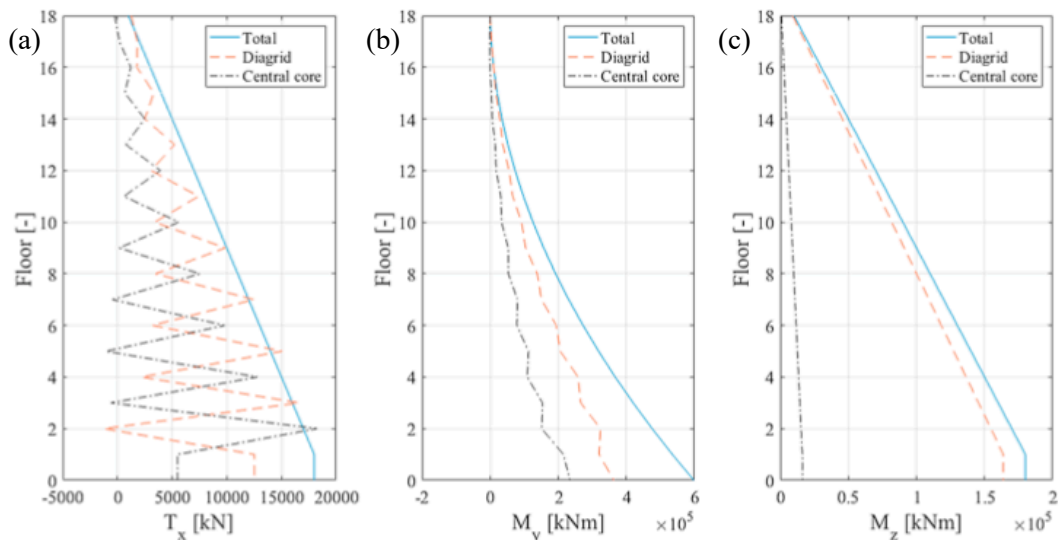 (a)
18
16
14
12
10
8
6
4
2
0
Floor [-]
Total
Diagrid
Central core
-5000 0 5000 10000 15000 20000
T_x [kN]
(b)
18
16
14
12
10
8
6
4
2
0
Floor [-]
Total
Diagrid
Central core
-2 0 2 4 6
×10^5
M_y [kNm]
(c)
18
16
14
12
10
8
6
4
2
0
Floor [-]
Total
Diagrid
Central core
0 0.5 1 1.5 2
×10^5
M_z [kNm]